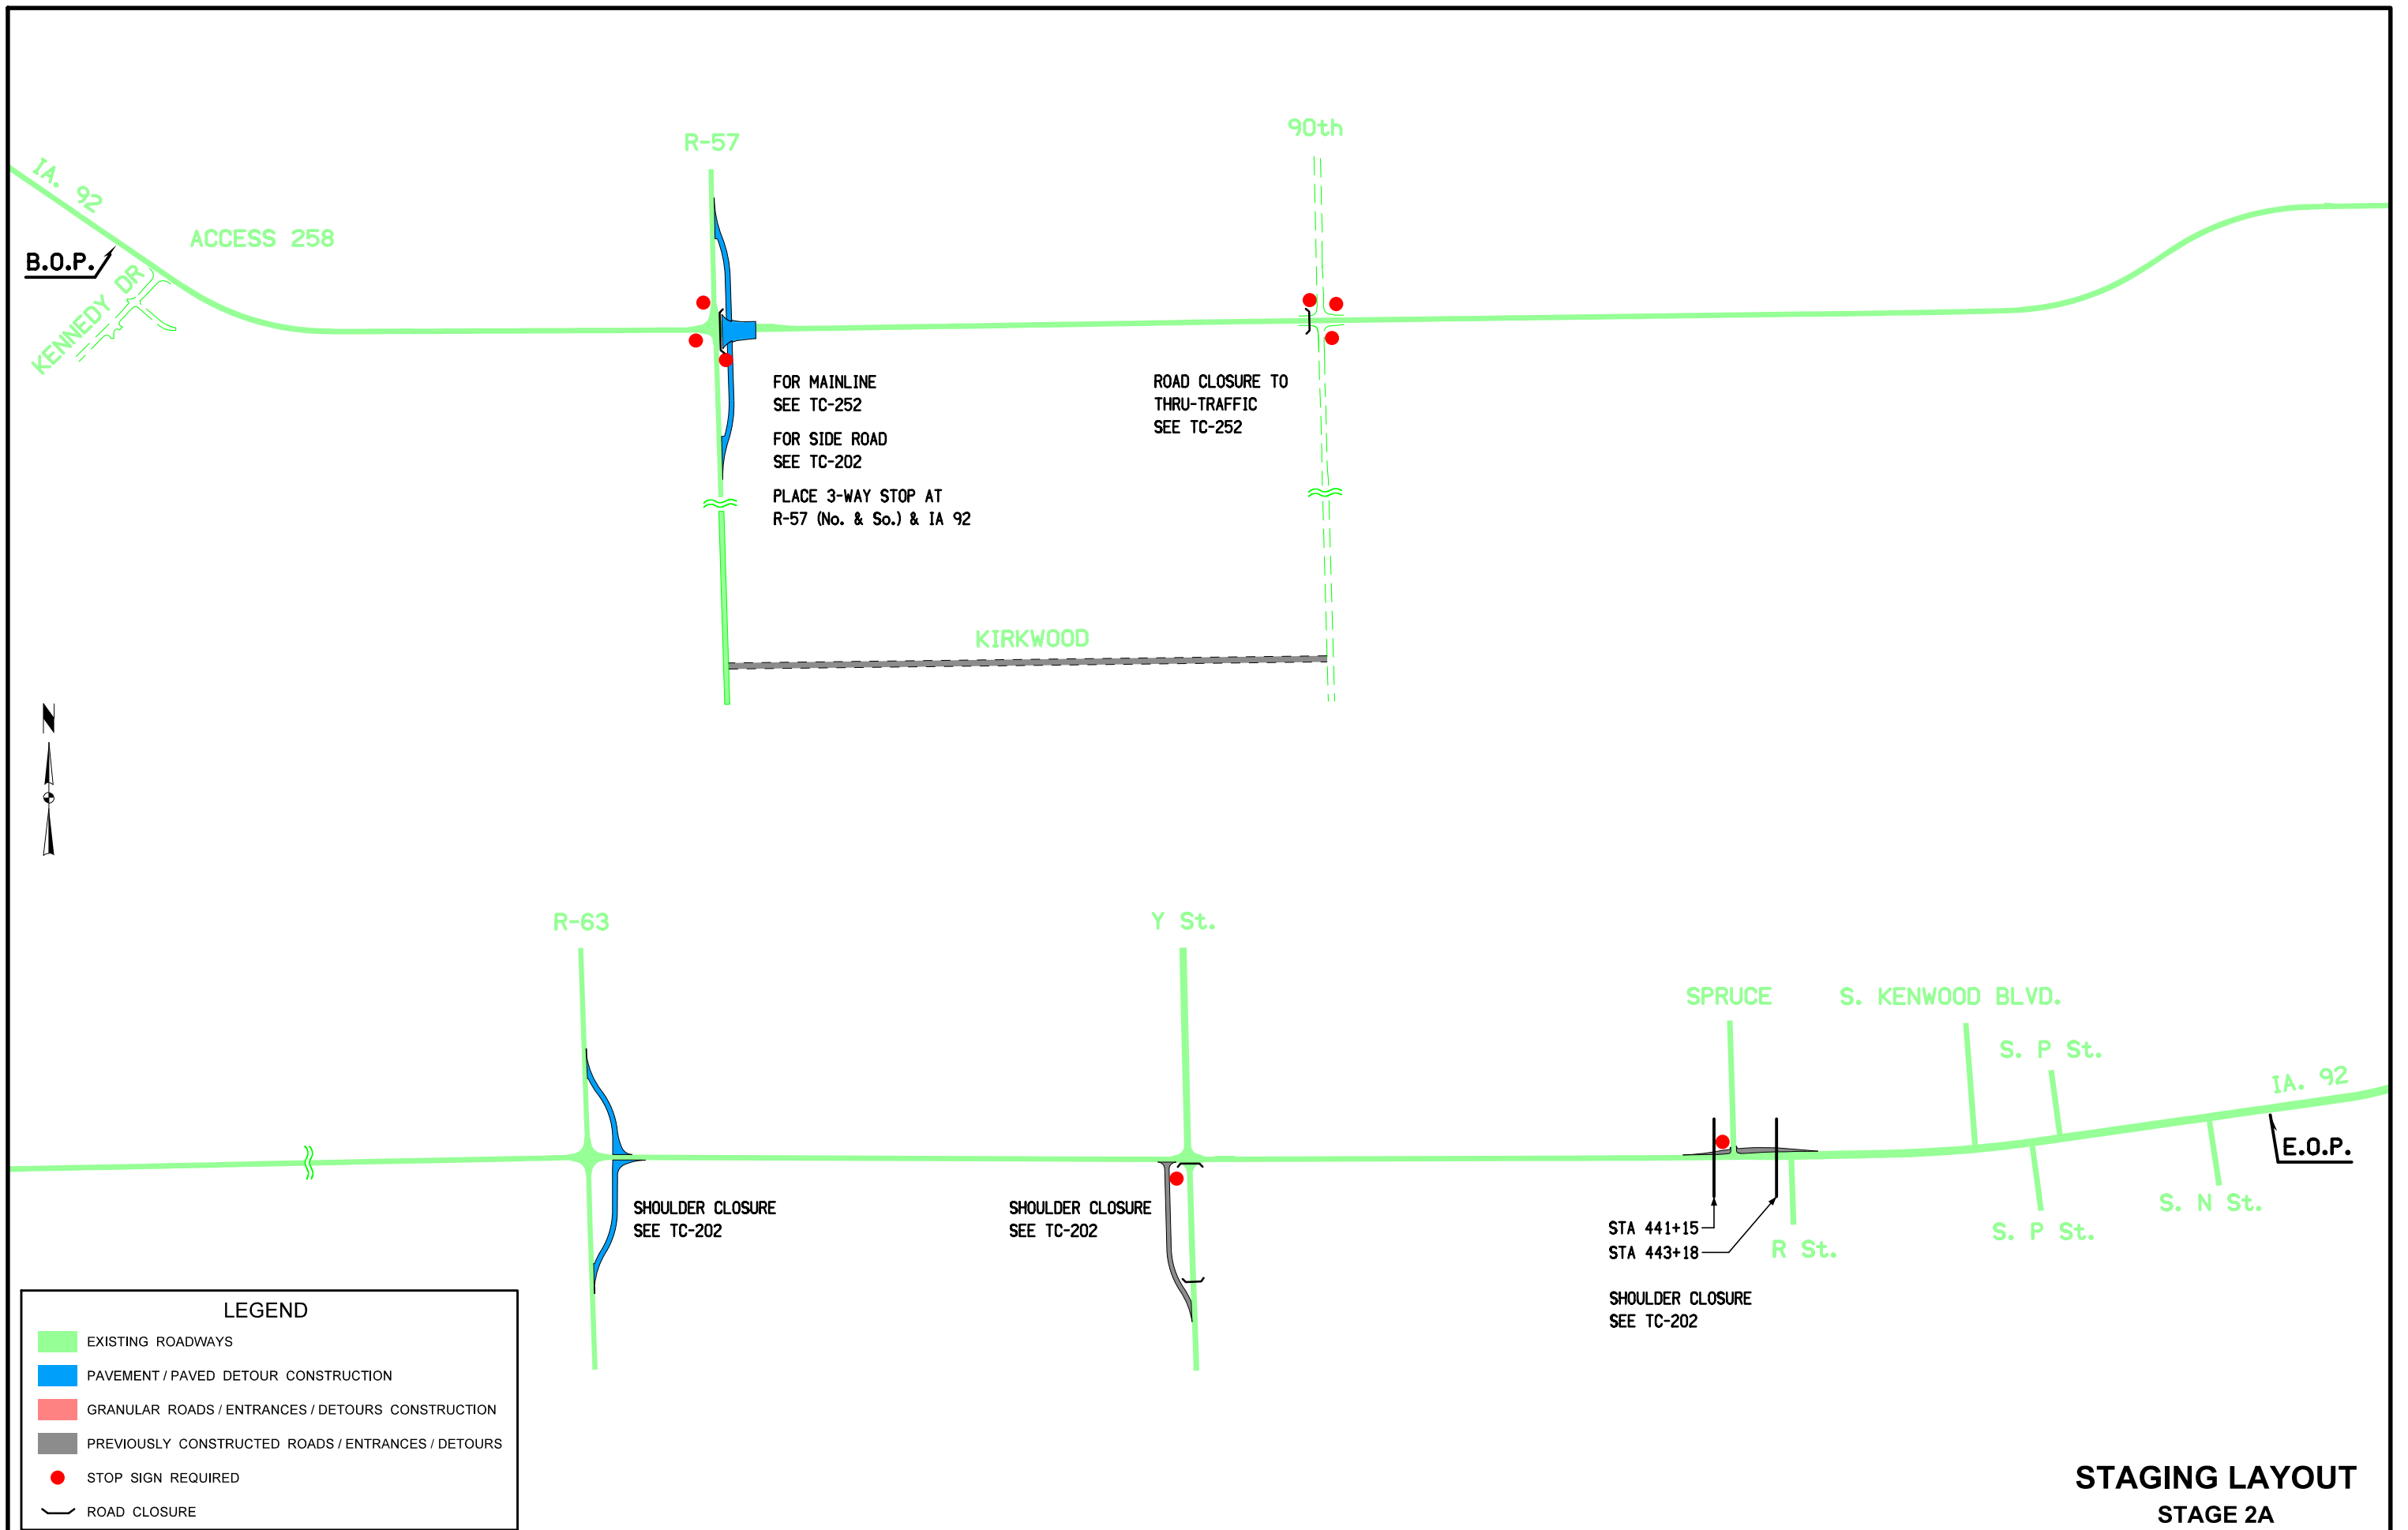 R-57
90th
IA. 92
ACCESS 258
B.O.P.
KENNEDY DR
FOR MAINLINE
SEE TC-252
FOR SIDE ROAD
SEE TC-202
PLACE 3-WAY STOP AT
R-57 (No. & So.) & IA 92
ROAD CLOSURE TO
THRU-TRAFFIC
SEE TC-252
KIRKWOOD
N
R-63
Y St.
SPRUCE
S. KENWOOD BLVD.
S. P St.
IA. 92
E.O.P.
SHOULDER CLOSURE
SEE TC-202
SHOULDER CLOSURE
SEE TC-202
STA 441+15
STA 443+18
R St.
S. P St.
S. N St.
SHOULDER CLOSURE
SEE TC-202
LEGEND
EXISTING ROADWAYS
PAVEMENT / PAVED DETOUR CONSTRUCTION
GRANULAR ROADS / ENTRANCES / DETOURS CONSTRUCTION
PREVIOUSLY CONSTRUCTED ROADS / ENTRANCES / DETOURS
STOP SIGN REQUIRED
ROAD CLOSURE
STAGING LAYOUT
STAGE 2A